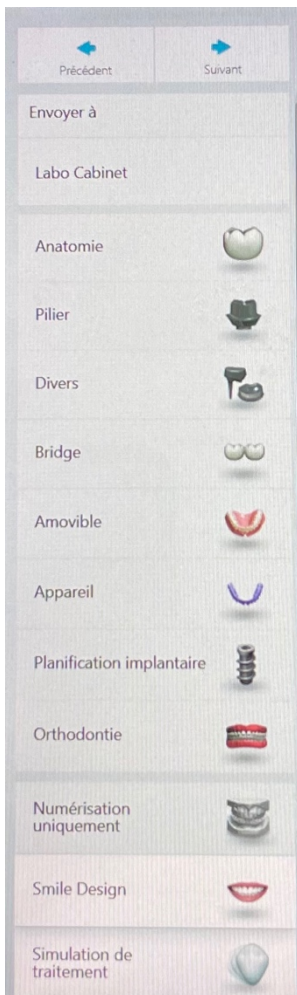 Précédent
Suivant
Envoyer à
Labo Cabinet
Anatomie
Pilier
Divers
Bridge
Amovible
Appareil
Planification implantaire
Orthodontie
Numérisation
uniquement
Smile Design
Simulation de
traitement